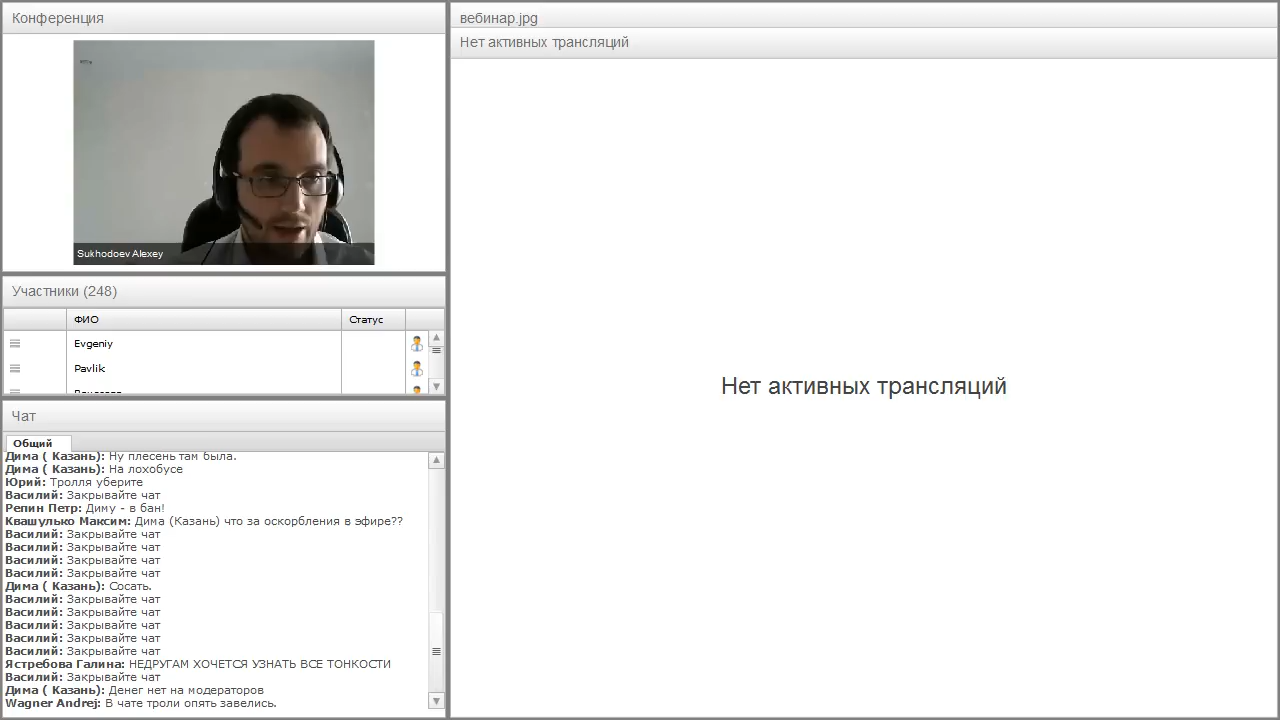 Конференция
Sukhodoev Alexey
Участники (248)
ФИО Статус
Evgeniy
Pavlik
Чат
Общий
Дима ( Казань): Ну плесень там была.
Дима ( Казань): На лохобусе
Юрий: Тролля уберите
Василий: Закрывайте чат
Репин Петр: Диму - в бан!
Квашулько Максим: Дима (Казань) что за оскорбления в эфире??
Василий: Закрывайте чат
Василий: Закрывайте чат
Василий: Закрывайте чат
Василий: Закрывайте чат
Дима ( Казань): Сосать.
Василий: Закрывайте чат
Василий: Закрывайте чат
Василий: Закрывайте чат
Василий: Закрывайте чат
Василий: Закрывайте чат
Ястребова Галина: НЕДРУГАМ ХОЧЕТСЯ УЗНАТЬ ВСЕ ТОНКОСТИ
Василий: Закрывайте чат
Дима ( Казань): Денег нет на модераторов
Wagner Andrej: В чате троли опять завелись.
вебинар.jpg
Нет активных трансляций
Нет активных трансляций